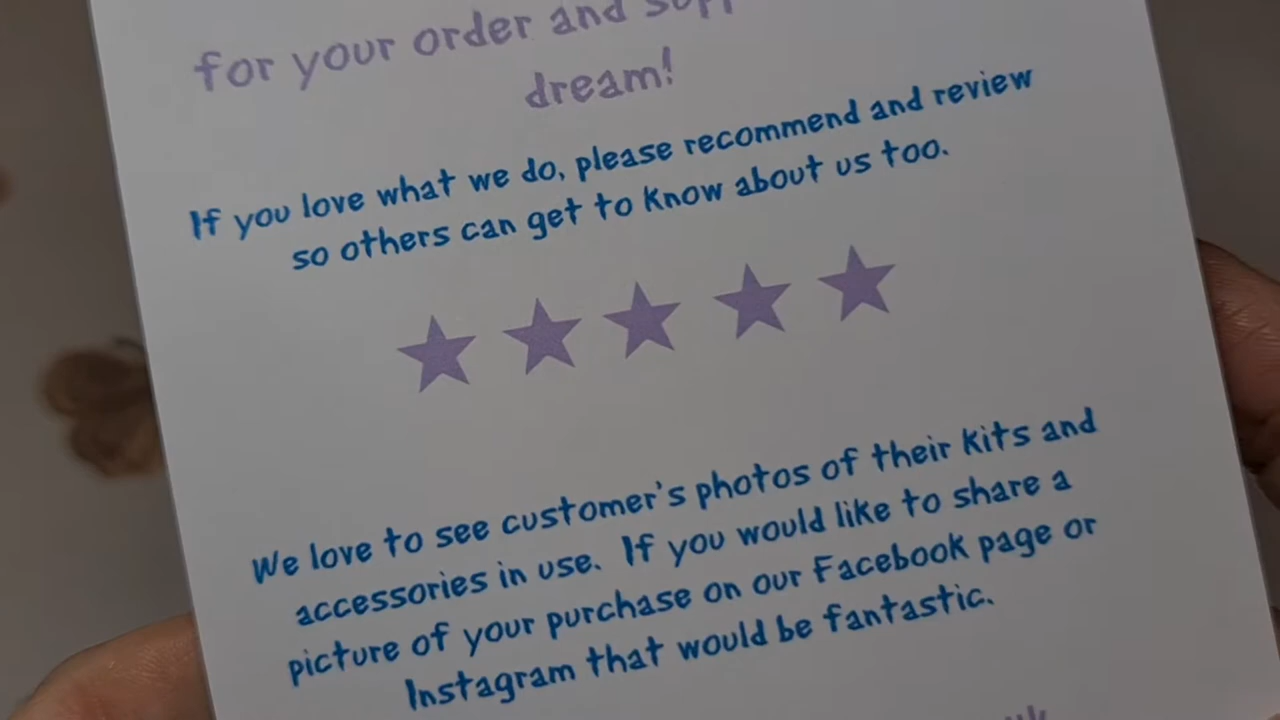 for your order and
dream!
If you love what we do, please recommend and review
so others can get to know about us too.
We love to see customer's photos of their kits and
accessories in use. If you would like to share a
picture of your purchase on our Facebook page or
Instagram that would be fantastic.